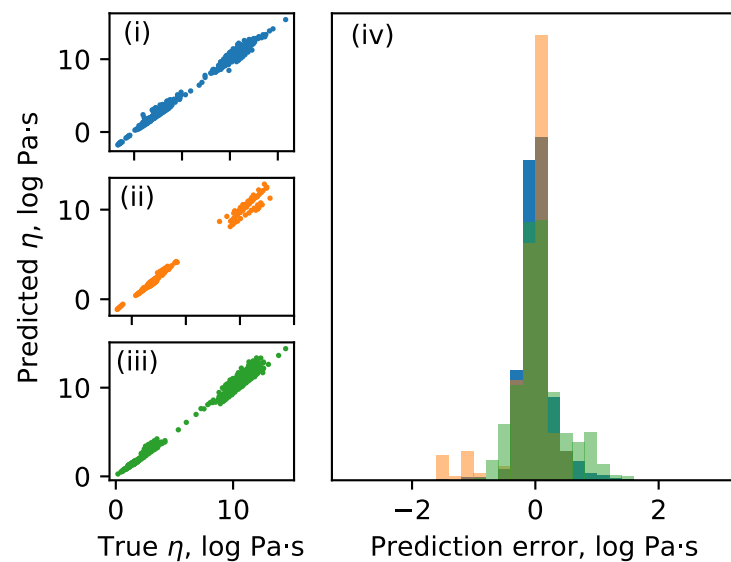 (i)
10
0
(ii)
10
0
(iii)
10
0
0
10
Predicted η, log Pa·s
True η, log Pa·s
(iv)
−2
0
2
Prediction error, log Pa·s